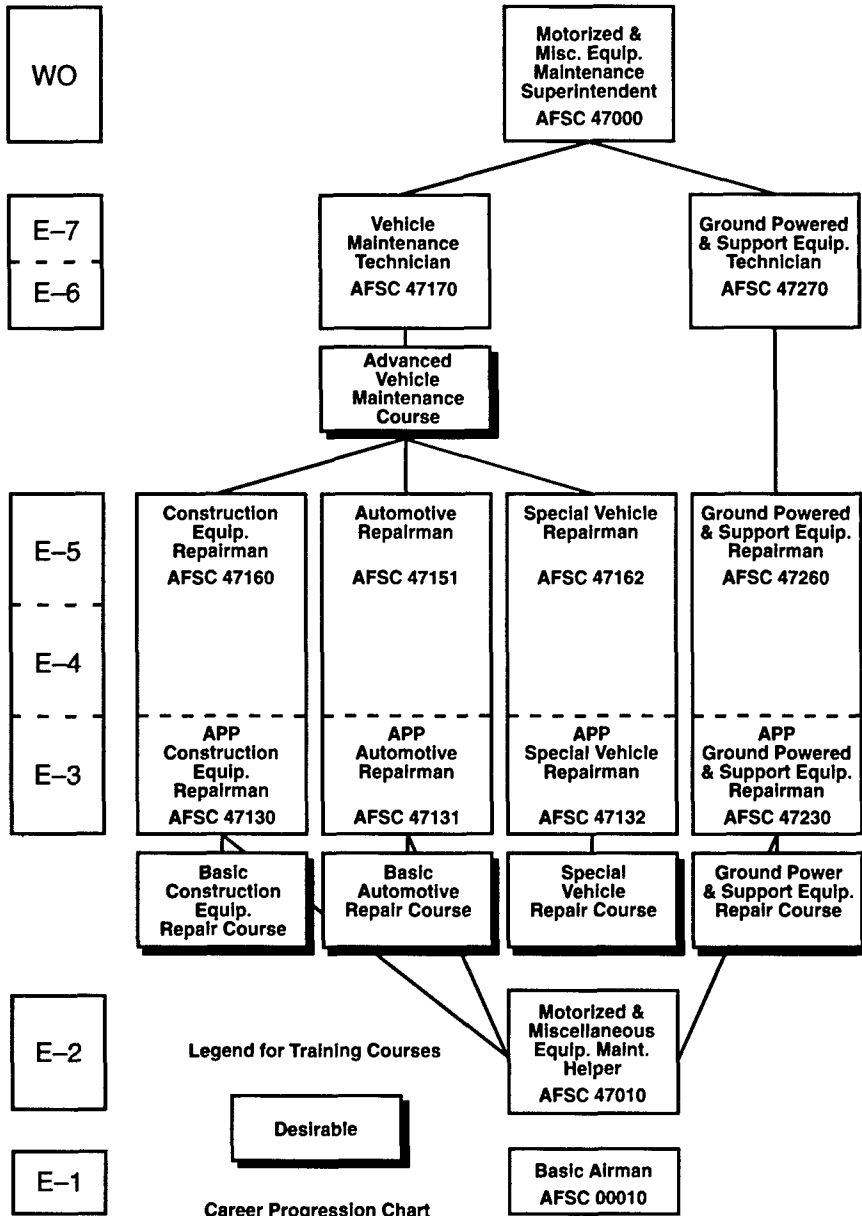 WO
Motorized &
Misc. Equip.
Maintenance
Superintendent
AFSC 47000
E–7
E–6
Vehicle
Maintenance
Technician
AFSC 47170
Ground Powered
& Support Equip.
Technician
AFSC 47270
Advanced
Vehicle
Maintenance
Course
E–5
E–4
E–3
Construction
Equip.
Repairman
AFSC 47160
Automotive
Repairman
AFSC 47151
Special Vehicle
Repairman
AFSC 47162
Ground Powered
& Support Equip.
Repairman
AFSC 47260
APP
Construction
Equip.
Repairman
AFSC 47130
APP
Automotive
Repairman
AFSC 47131
APP
Special Vehicle
Repairman
AFSC 47132
APP
Ground Powered
& Support Equip.
Repairman
AFSC 47230
Basic
Construction
Equip.
Repair Course
Basic
Automotive
Repair Course
Special
Vehicle
Repair Course
Ground Power
& Support Equip.
Repair Course
E–2
Legend for Training Courses
Motorized &
Miscellaneous
Equip. Maint.
Helper
AFSC 47010
Desirable
E–1
Basic Airman
AFSC 00010
Career Progression Chart